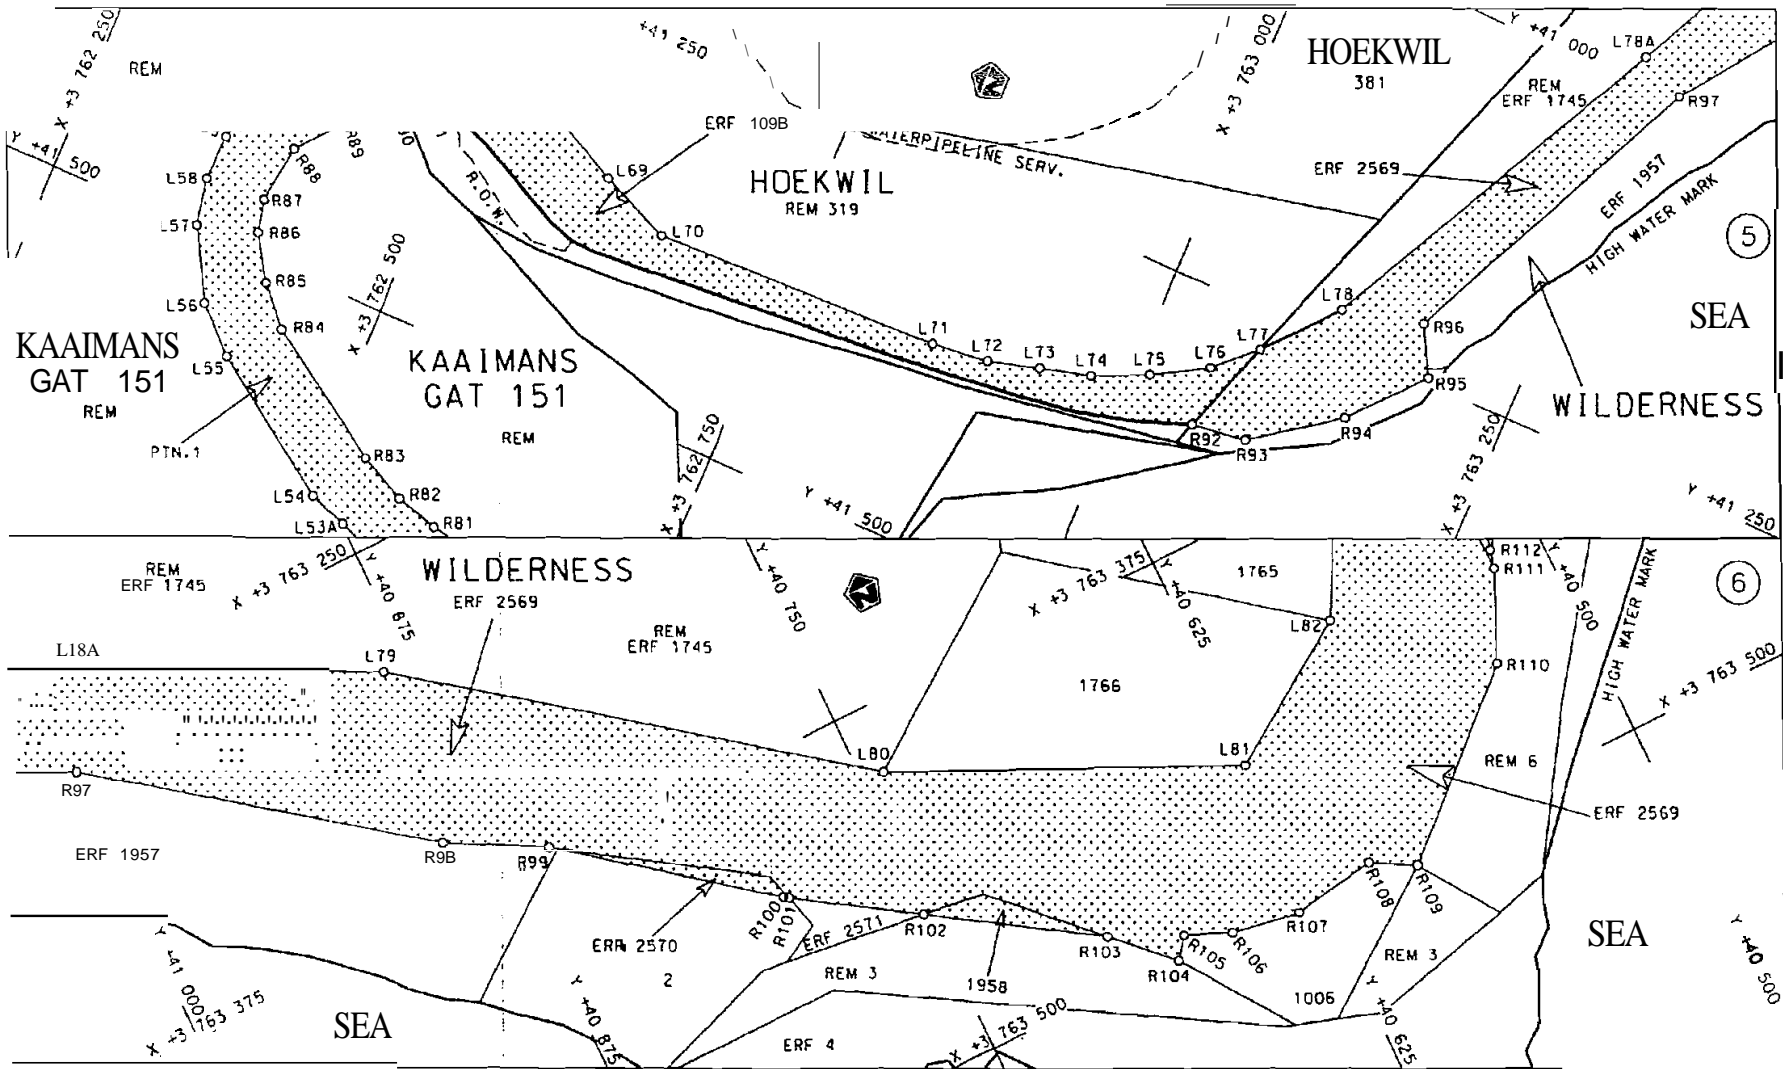 X +3 762 250
REM
+41 250
X +3 763 000
HOEKWIL
381
Y +41 000
L78A
REM
ERF 1745
R97
Y +41 500
L58
R88
R89
R87
L57
R86
R.O.W.
L69
ERF 109B
WATERPIPELINE SERV.
HOEKWIL
REM 319
ERF 2569
ERF 1957
HIGH WATER MARK
5
L70
X +3 762 500
R85
L56
R84
L55
KAAIMANS
GAT 151
REM
KAAIMANS
GAT 151
REM
L71
L72
L73
L74
L75
L76
L77
L78
R96
R95
SEA
WILDERNESS
PTN.1
R83
L54
R82
L53A
R81
X +3 762 750
Y +41 500
R92
R93
R94
X +3 763 250
Y +41 250
REM
ERF 1745
X +3 763 250
Y +40 875
WILDERNESS
ERF 2569
REM
ERF 1745
Y +40 750
X +3 763 375
Y +40 625
1765
R112
R111
Y +40 500
HIGH WATER MARK
6
L18A
L79
L82
R110
X +3 763 500
1766
L80
L81
REM 6
R97
ERF 2569
ERF 1957
R9B
R99
R108
R109
R100
R101
ERF 2571
R102
R107
ERF 2570
R103
R105
R106
R104
REM 3
REM 3
SEA
2
1958
1006
Y +41 000
X +3 763 375
SEA
Y +40 875
ERF 4
X +3 763 500
Y +40 625
Y +40 500